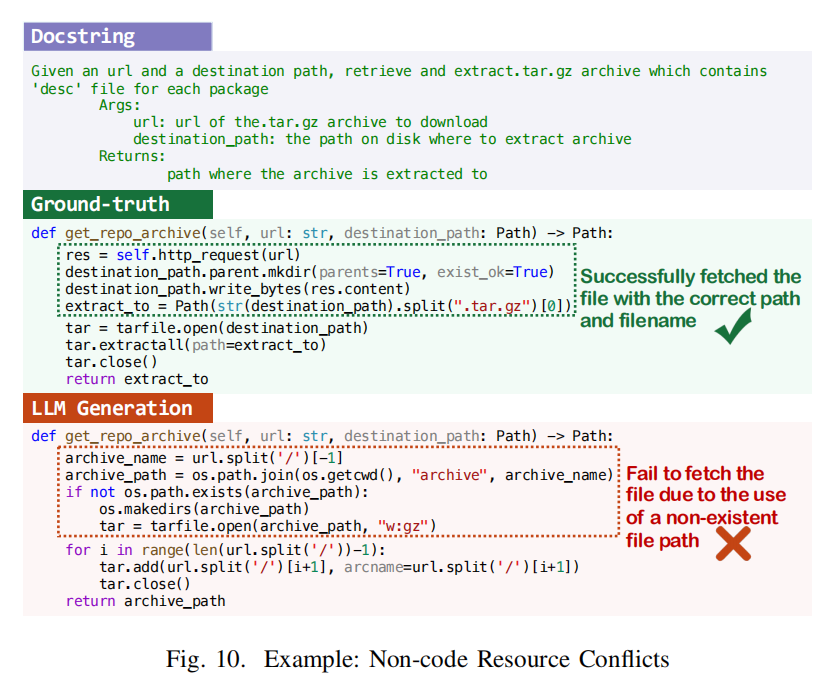 Docstring
Given an url and a destination path, retrieve and extract.tar.gz archive which contains
'desc' file for each package
Args:
url: url of the.tar.gz archive to download
destination_path: the path on disk where to extract archive
Returns:
path where the archive is extracted to
Ground-truth
def get_repo_archive(self, url: str, destination_path: Path) -> Path:
res = self.http_request(url)
destination_path.parent.mkdir(parents=True, exist_ok=True)
destination_path.write_bytes(res.content)
extract_to = Path(str(destination_path).split(".tar.gz")[0])
Successfully fetched the
file with the correct path
and filename
tar = tarfile.open(destination_path)
tar.extractall(path=extract_to)
tar.close()
return extract_to
LLM Generation
def get_repo_archive(self, url: str, destination_path: Path) -> Path:
archive_name = url.split('/')[-1]
archive_path = os.path.join(os.getcwd(), "archive", archive_name)
if not os.path.exists(archive_path):
os.makedirs(archive_path)
tar = tarfile.open(archive_path, "w:gz")
Fail to fetch the
file due to the use
of a non-existent
file path
for i in range(len(url.split('/'))-1):
tar.add(url.split('/')[i+1], arcname=url.split('/')[i+1])
tar.close()
return archive_path
Fig. 10. Example: Non-code Resource Conflicts